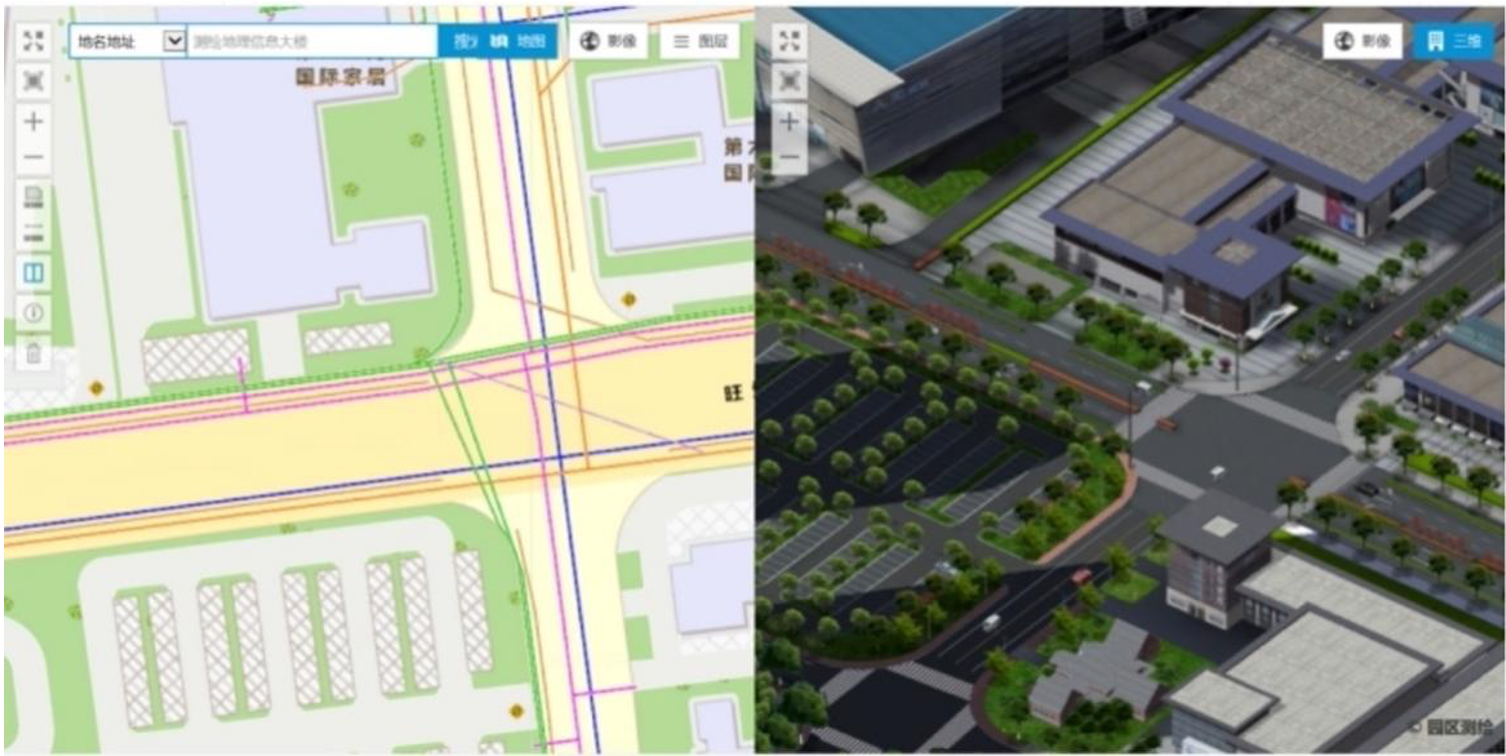 地名地址
测绘地理信息大楼
搜
地图
影像
图层
影像
三维
国际家居
第
国
旺
© 园区测绘